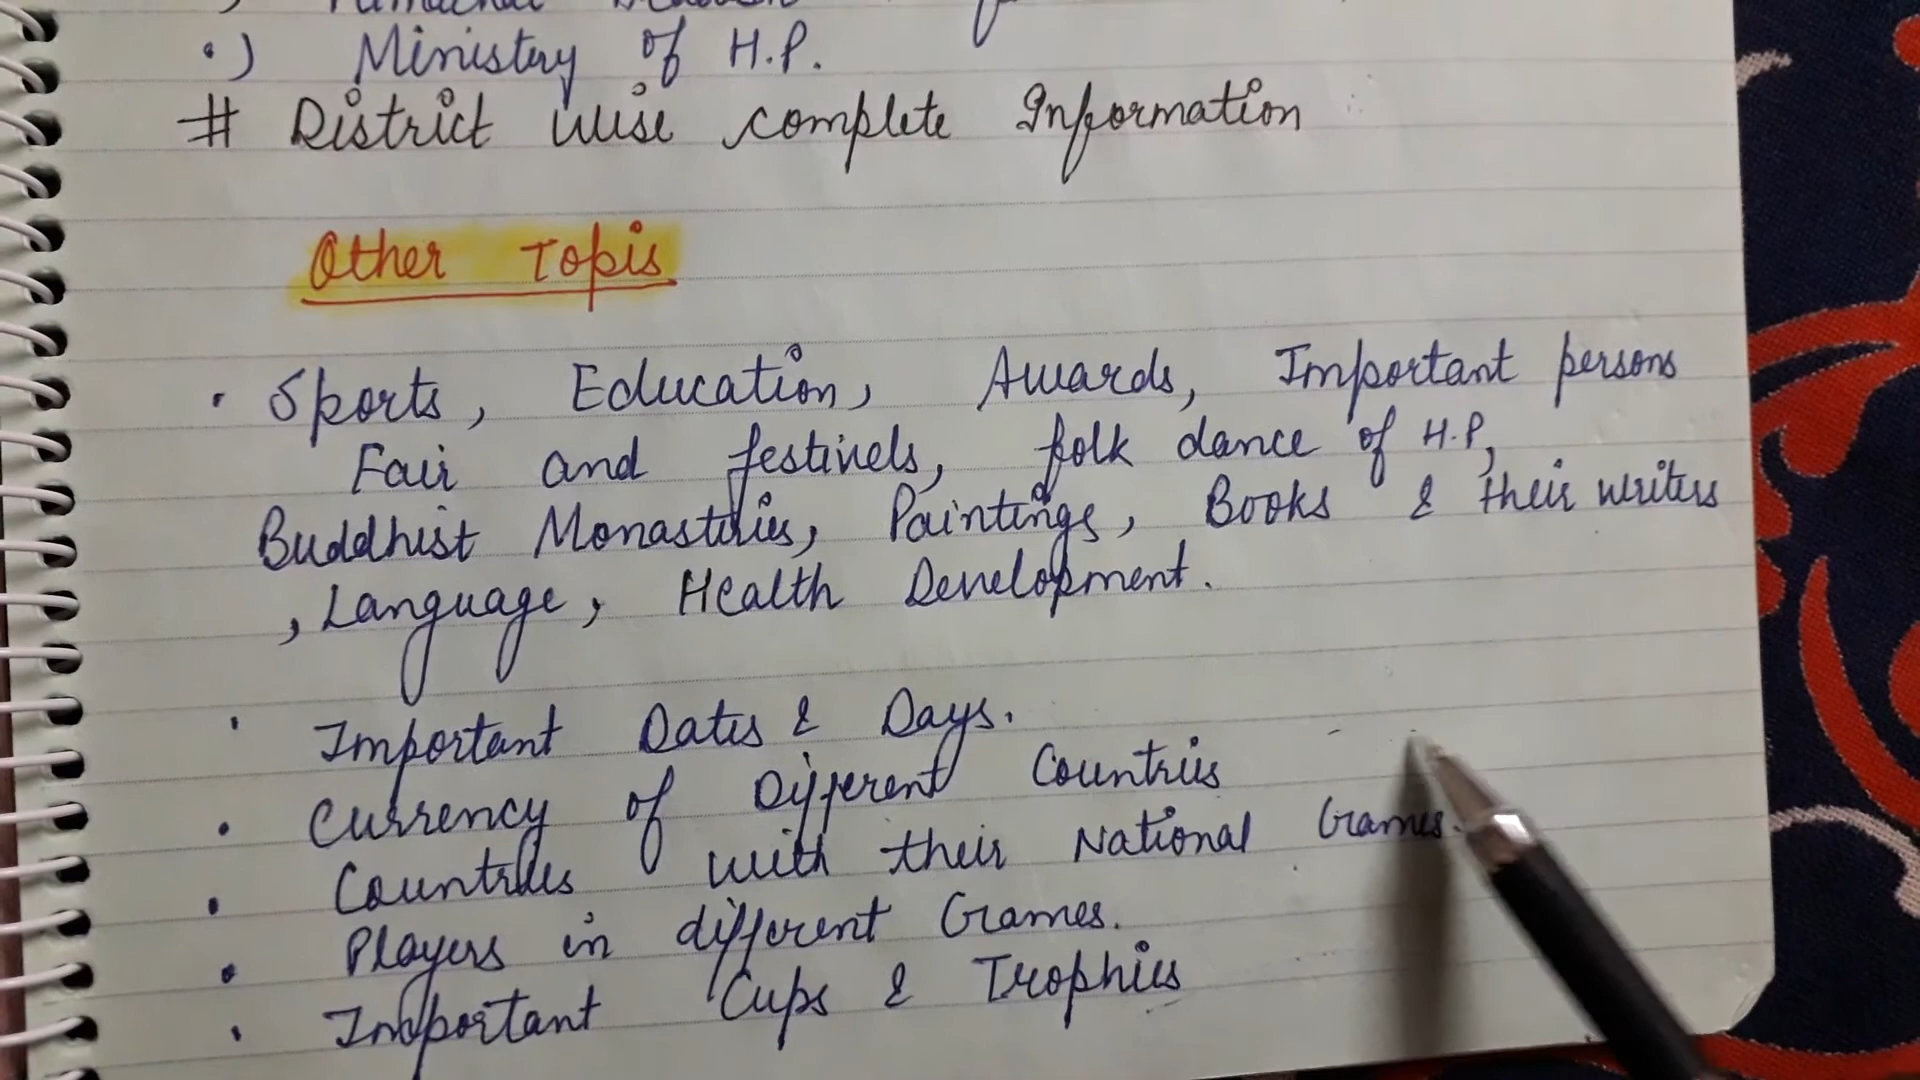 •) Ministry of H.P.
# District wise complete Information
Other Topis
• Sports, Education, Awards, Important persons
Fair and festivels, folk dance of H.P,
Buddhist Monasteries, Paintings, Books & their writers
, Language, Health Development.
• Important Dates & Days.
• Currency of Different Countries
• Countries with their National Games.
• Players in different Games.
• Important Cups & Trophies